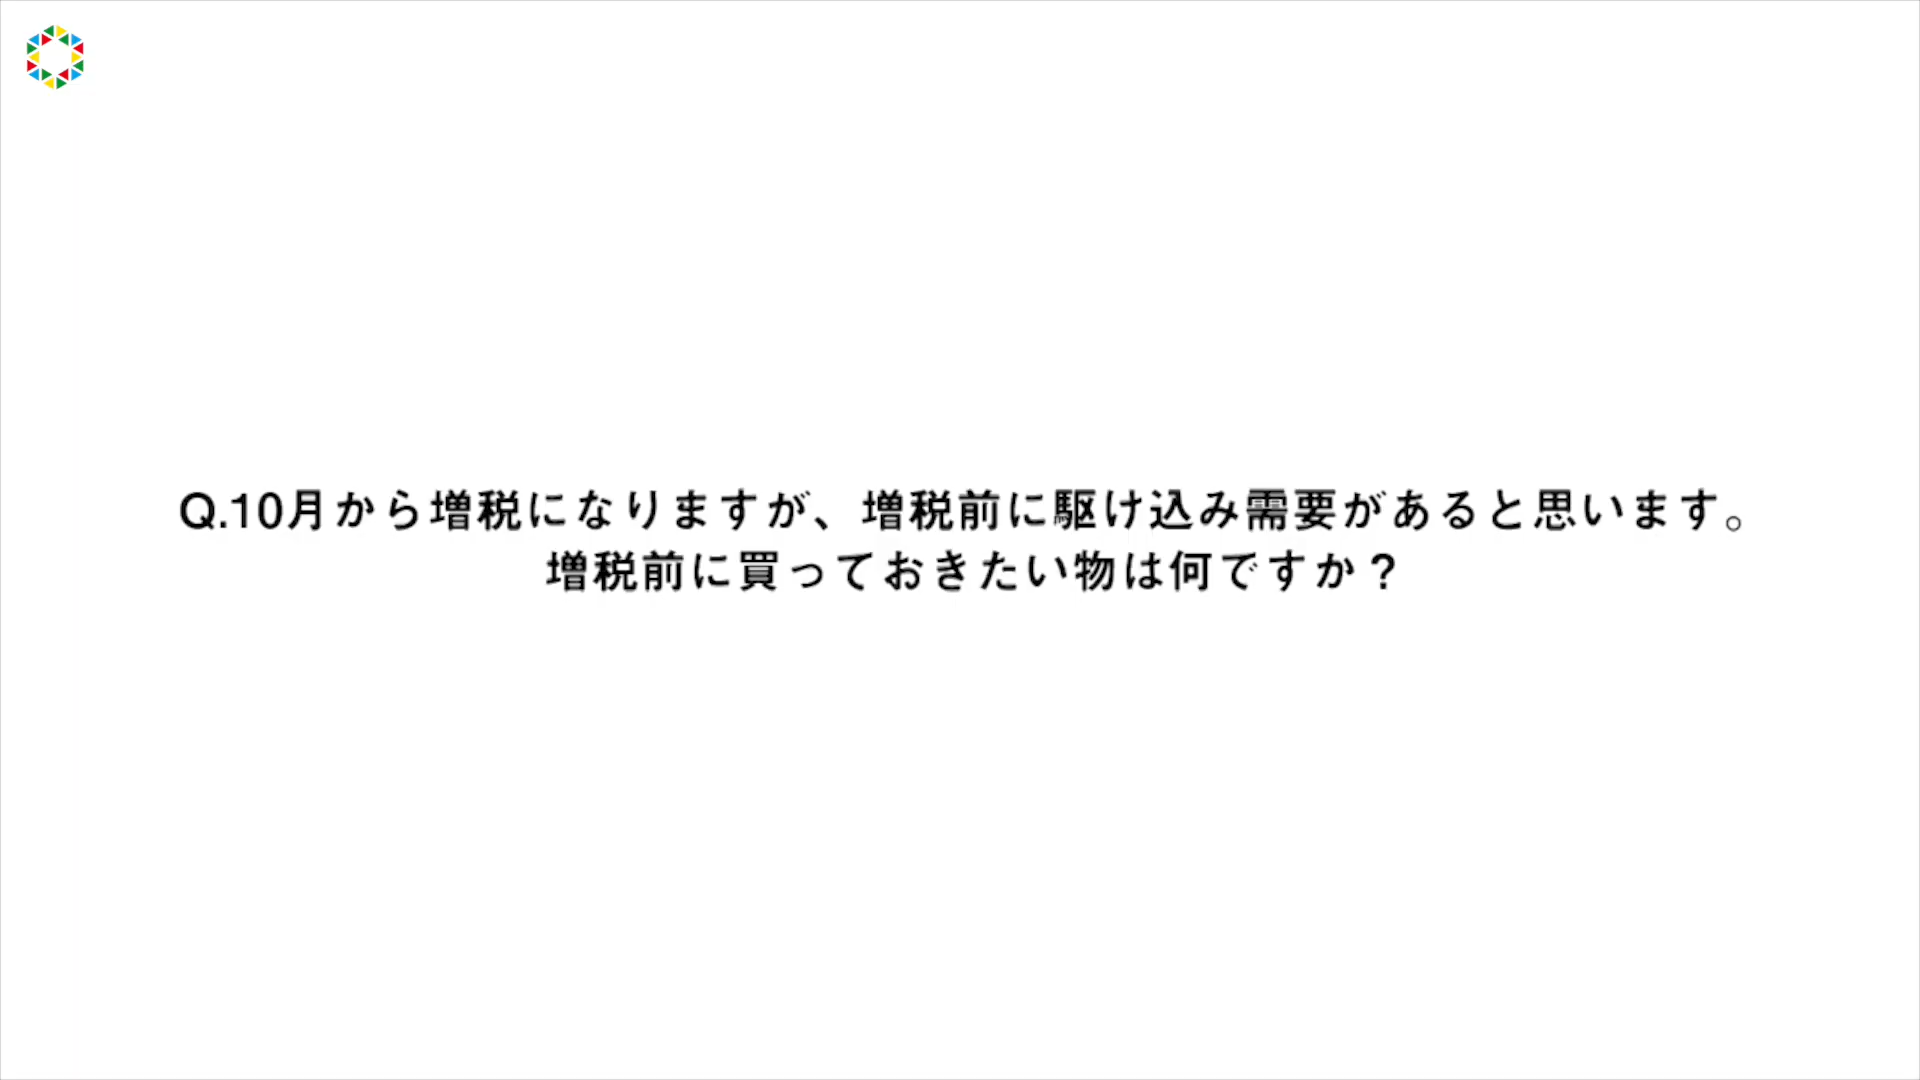 Q.10月から増税になりますが、増税前に駆け込み需要があると思います。
増税前に買っておきたい物は何ですか？